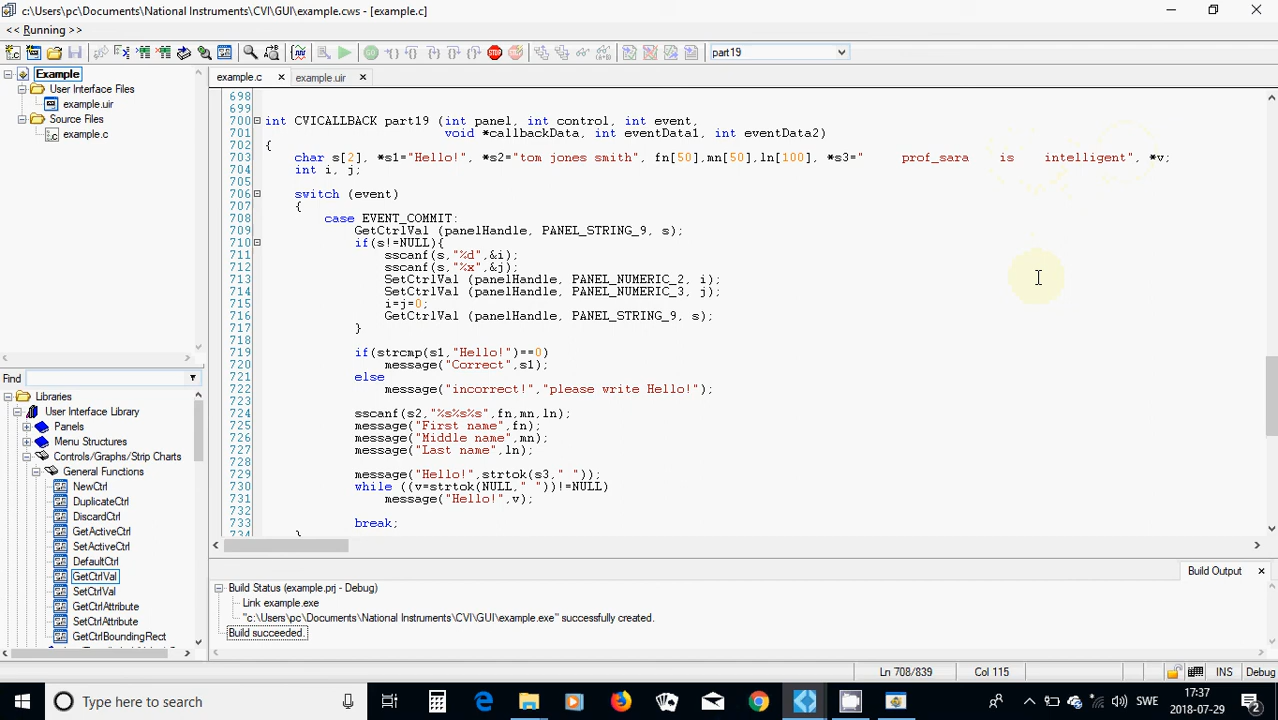 c:\Users\pc\Documents\National Instruments\CVI\GUI\example.cws - [example.c]
<< Running >>
part19
Example
User Interface Files
example.uir
Source Files
example.c
example.c
example.uir
698
699
700 int CVICALLBACK part19 (int panel, int control, int event,
701 void *callbackData, int eventData1, int eventData2)
702 {
703 char s[2], *s1="Hello!", *s2="tom jones smith", fn[50],mn[50],ln[100], *s3="     prof_sara    is    intelligent", *v;
704 int i, j;
706 switch (event)
707 {
708 case EVENT_COMMIT:
709 GetCtrlVal (panelHandle, PANEL_STRING_9, s);
710 if(s!=NULL){
711 sscanf(s,"%d",&i);
712 sscanf(s,"%x",&j);
713 SetCtrlVal (panelHandle, PANEL_NUMERIC_2, i);
714 SetCtrlVal (panelHandle, PANEL_NUMERIC_3, j);
715 i=j=0;
716 GetCtrlVal (panelHandle, PANEL_STRING_9, s);
717 }
718
719 if(strcmp(s1,"Hello!")==0)
720 message("Correct",s1);
721 else
722 message("incorrect!","please write Hello!");
724 sscanf(s2,"%s%s%s",fn,mn,ln);
725 message("First name",fn);
726 message("Middle name",mn);
727 message("Last name",ln);
728
729 message("Hello!",strtok(s3," "));
730 while ((v=strtok(NULL," "))!=NULL)
731 message("Hello!",v);
732
733 break;
734 }
Find
Libraries
User Interface Library
Panels
Menu Structures
Controls/Graphs/Strip Charts
General Functions
NewCtrl
DuplicateCtrl
DiscardCtrl
GetActiveCtrl
SetActiveCtrl
DefaultCtrl
GetCtrlVal
SetCtrlVal
GetCtrlAttribute
SetCtrlAttribute
GetCtrlBoundingRect
Build Output
Build Status (example.prj - Debug)
Link example.exe
"c:\Users\pc\Documents\National Instruments\CVI\GUI\example.exe" successfully created.
Build succeeded.
Ln 708/839 Col 115 INS Debug
Type here to search
SWE
17:37
2018-07-29
2